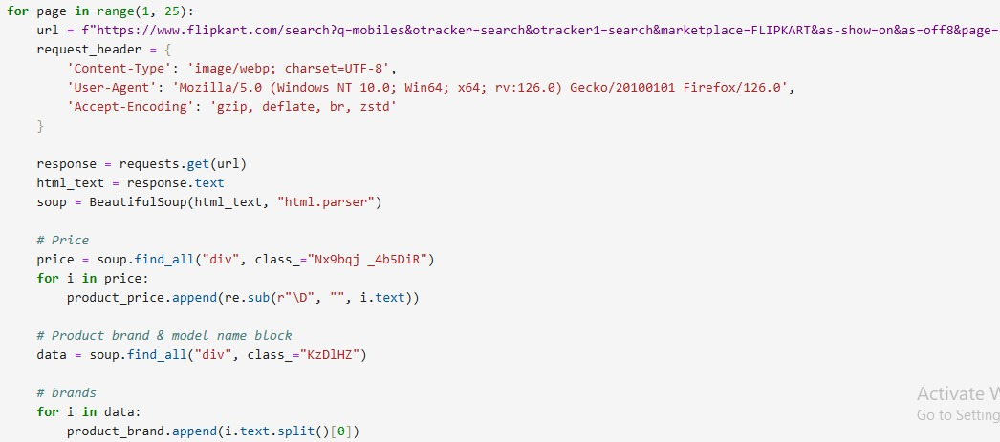 for page in range(1, 25):
    url = f"https://www.flipkart.com/search?q=mobiles&otracker=search&otracker1=search&marketplace=FLIPKART&as-show=on&as=off8&page=
    request_header = {
        'Content-Type': 'image/webp; charset=UTF-8',
        'User-Agent': 'Mozilla/5.0 (Windows NT 10.0; Win64; x64; rv:126.0) Gecko/20100101 Firefox/126.0',
        'Accept-Encoding': 'gzip, deflate, br, zstd'
    }
    response = requests.get(url)
    html_text = response.text
    soup = BeautifulSoup(html_text, "html.parser")
    # Price
    price = soup.find_all("div", class_="Nx9bqj _4b5DiR")
    for i in price:
        product_price.append(re.sub(r"\D", "", i.text))
    # Product brand & model name block
    data = soup.find_all("div", class_="KzDlHZ")
    # brands
    for i in data:
        product_brand.append(i.text.split()[0])
Activate W
Go to Setting